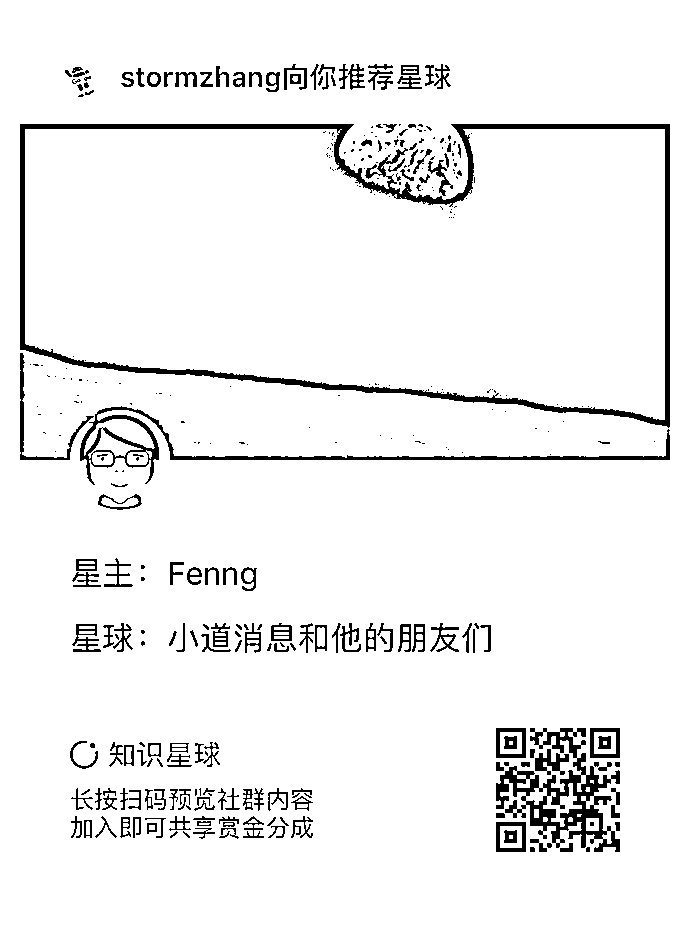 stormzhang向你推荐星球
星主：Fenng
星球：小道消息和他的朋友们
知识星球
长按扫码预览社群内容
加入即可共享赏金分成